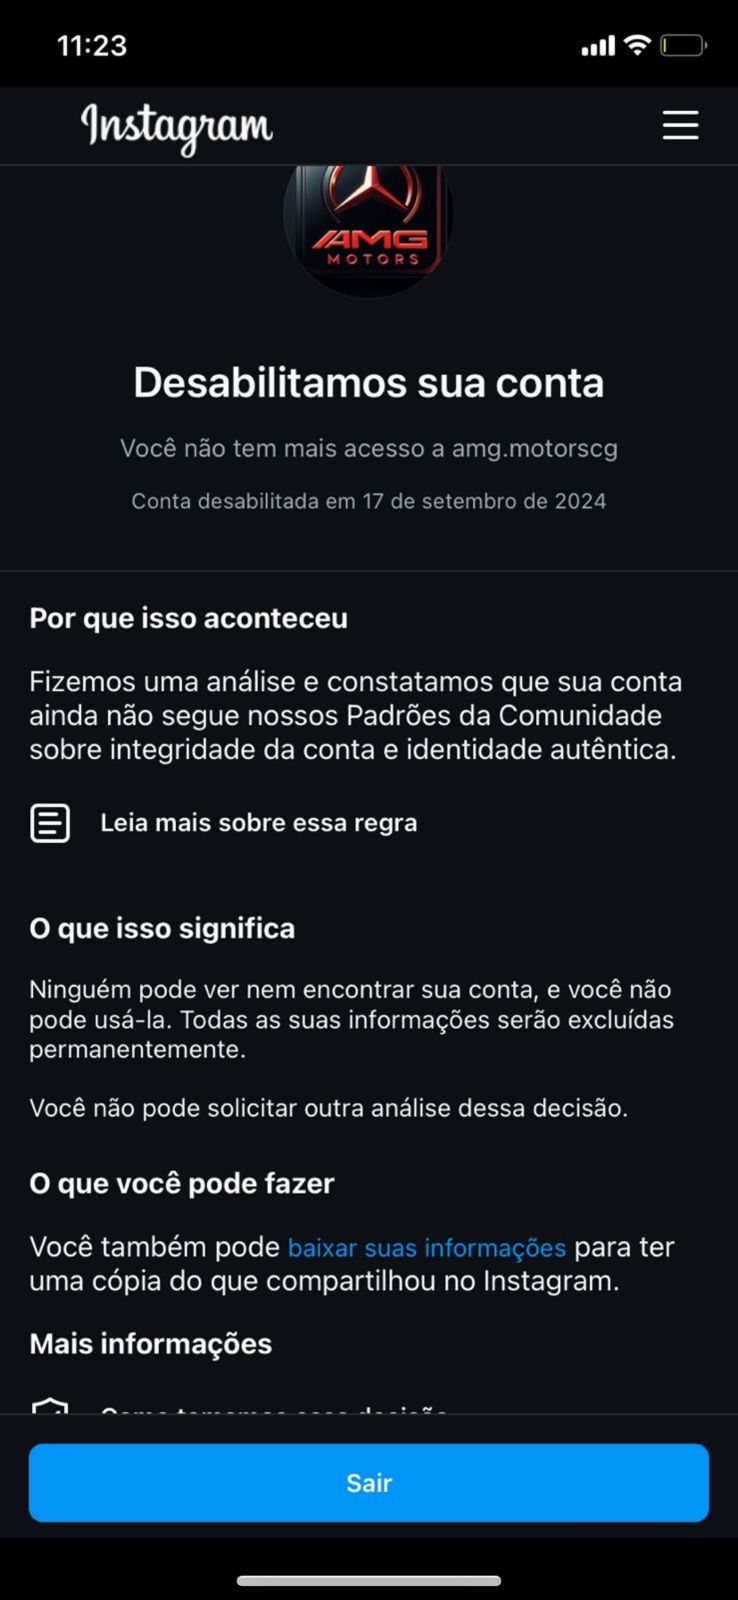 11:23
Instagram
AMG
MOTORS
Desabilitamos sua conta
Você não tem mais acesso a amg.motorscg
Conta desabilitada em 17 de setembro de 2024
Por que isso aconteceu
Fizemos uma análise e constatamos que sua conta
ainda não segue nossos Padrões da Comunidade
sobre integridade da conta e identidade autêntica.
Leia mais sobre essa regra
O que isso significa
Ninguém pode ver nem encontrar sua conta, e você não
pode usá-la. Todas as suas informações serão excluídas
permanentemente.
Você não pode solicitar outra análise dessa decisão.
O que você pode fazer
Você também pode baixar suas informações para ter
uma cópia do que compartilhou no Instagram.
Mais informações
Sair